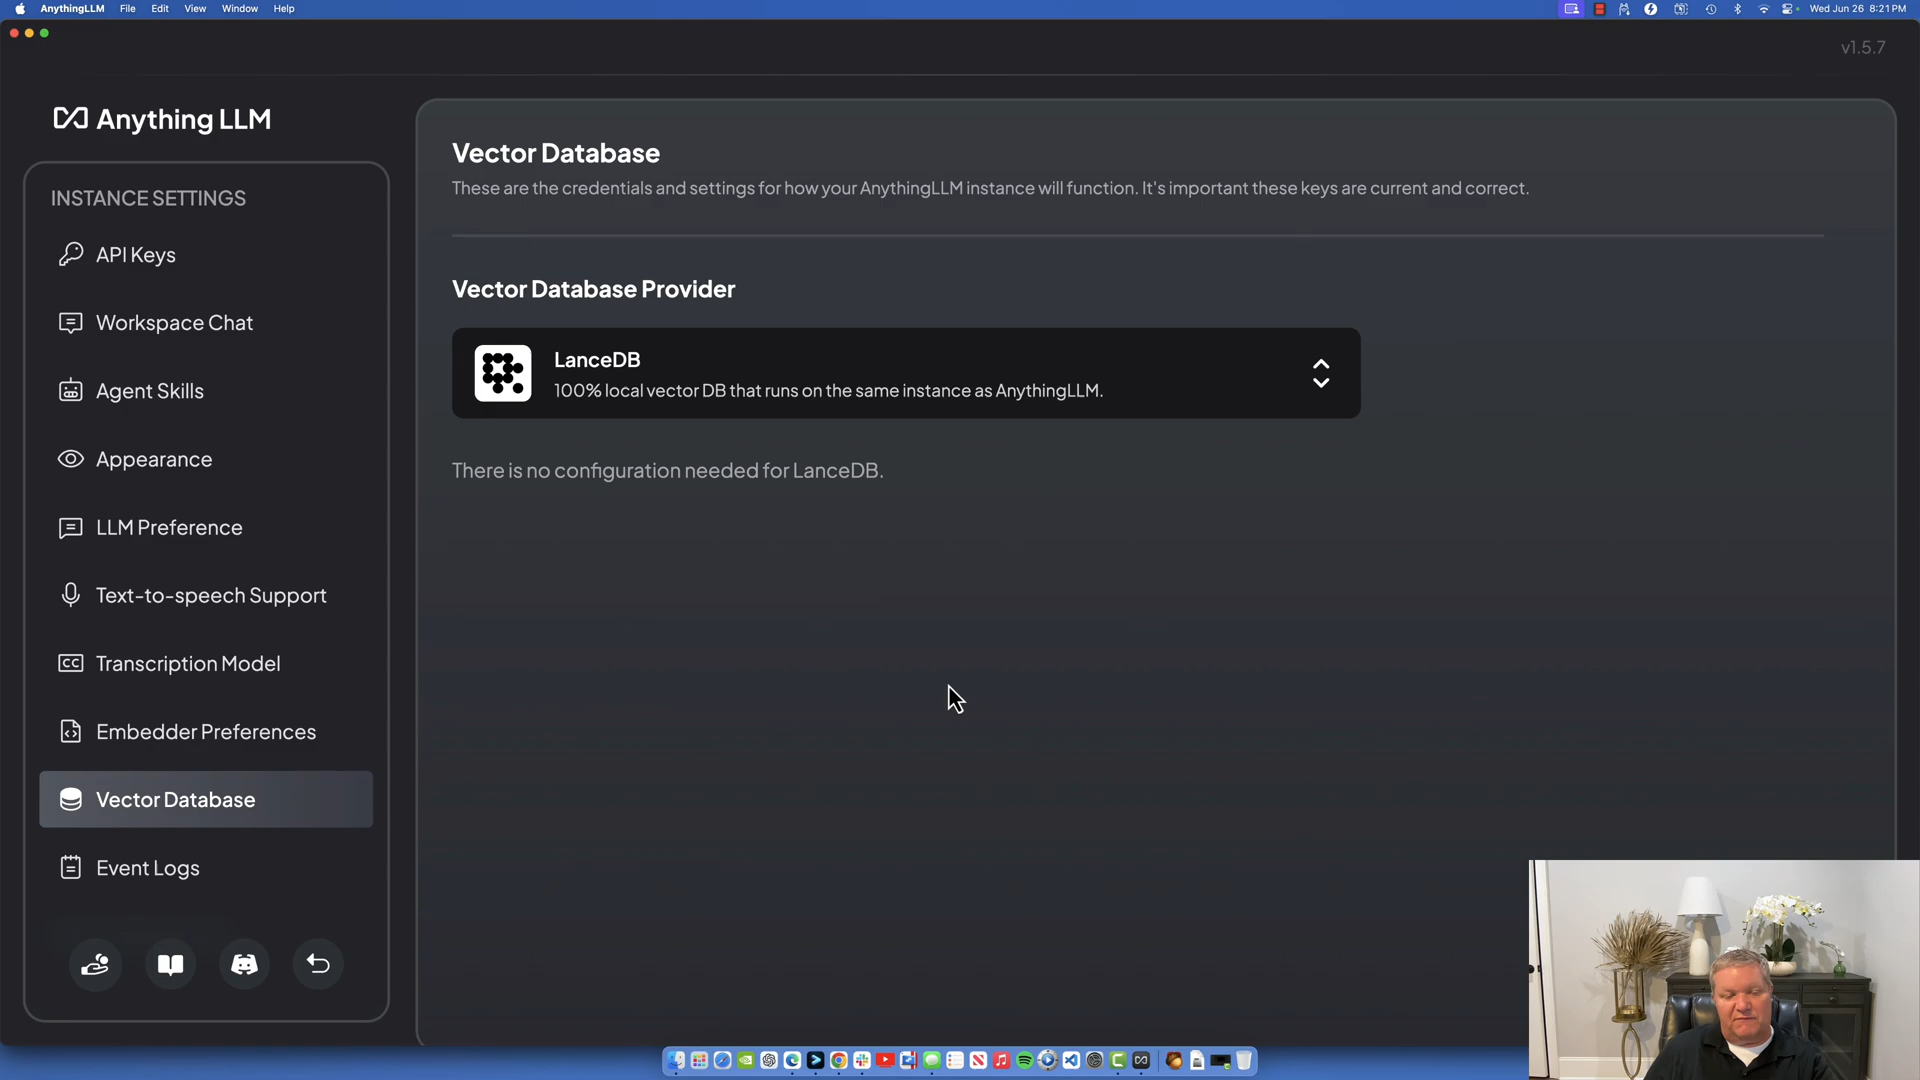 AnythingLLM File Edit View Window Help
Wed Jun 26 8:21 PM
v1.5.7
Anything LLM
INSTANCE SETTINGS
API Keys
Workspace Chat
Agent Skills
Appearance
LLM Preference
Text-to-speech Support
Transcription Model
Embedder Preferences
Vector Database
Event Logs
Vector Database
These are the credentials and settings for how your AnythingLLM instance will function. It's important these keys are current and correct.
Vector Database Provider
LanceDB
100% local vector DB that runs on the same instance as AnythingLLM.
There is no configuration needed for LanceDB.